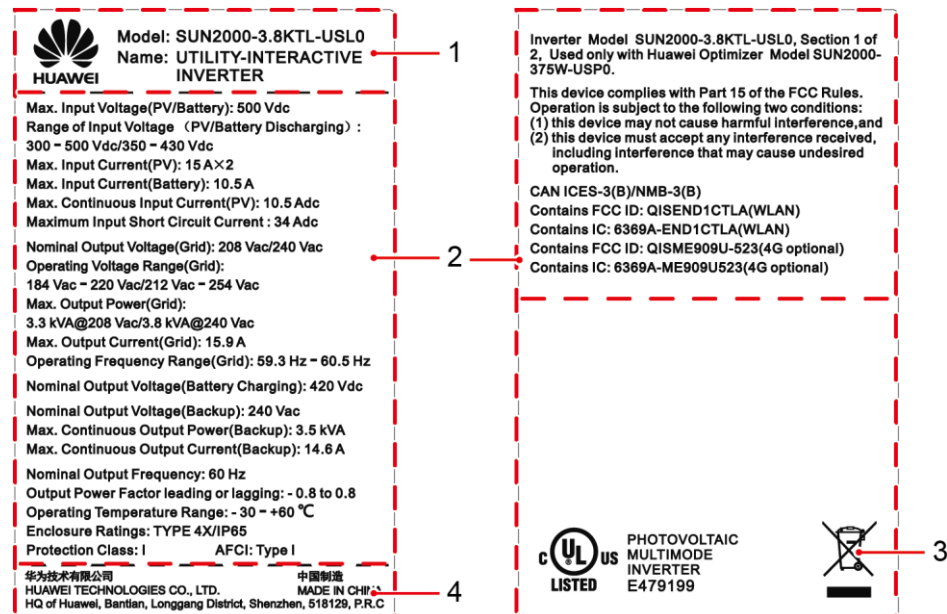 HUAWEI
Model: SUN2000-3.8KTL-USL0
Name: UTILITY-INTERACTIVE
INVERTER
1
Max. Input Voltage(PV/Battery): 500 Vdc
Range of Input Voltage （PV/Battery Discharging）:
300 - 500 Vdc/350 - 430 Vdc
Max. Input Current(PV): 15 A×2
Max. Input Current(Battery): 10.5 A
Max. Continuous Input Current(PV): 10.5 Adc
Maximum Input Short Circuit Current : 34 Adc
Nominal Output Voltage(Grid): 208 Vac/240 Vac
Operating Voltage Range(Grid):
184 Vac - 220 Vac/212 Vac - 254 Vac
Max. Output Power(Grid):
3.3 kVA@208 Vac/3.8 kVA@240 Vac
Max. Output Current(Grid): 15.9 A
Operating Frequency Range(Grid): 59.3 Hz - 60.5 Hz
Nominal Output Voltage(Battery Charging): 420 Vdc
Nominal Output Voltage(Backup): 240 Vac
Max. Continuous Output Power(Backup): 3.5 kVA
Max. Continuous Output Current(Backup): 14.6 A
Nominal Output Frequency: 60 Hz
Output Power Factor leading or lagging: - 0.8 to 0.8
Operating Temperature Range: - 30 - +60 ℃
Enclosure Ratings: TYPE 4X/IP65
Protection Class: I AFCI: Type I
2
华为技术有限公司 中国制造
HUAWEI TECHNOLOGIES CO., LTD. MADE IN CHINA
HQ of Huawei, Bantian, Longgang District, Shenzhen, 518129, P.R.C
4
Inverter Model SUN2000-3.8KTL-USL0, Section 1 of
2, Used only with Huawei Optimizer Model SUN2000-
375W-USP0.
This device complies with Part 15 of the FCC Rules.
Operation is subject to the following two conditions:
(1) this device may not cause harmful interference,and
(2) this device must accept any interference received,
including interference that may cause undesired
operation.
CAN ICES-3(B)/NMB-3(B)
Contains FCC ID: QISEND1CTLA(WLAN)
Contains IC: 6369A-END1CTLA(WLAN)
Contains FCC ID: QISME909U-523(4G optional)
Contains IC: 6369A-ME909U523(4G optional)
c UL US
LISTED
PHOTOVOLTAIC
MULTIMODE
INVERTER
E479199
3